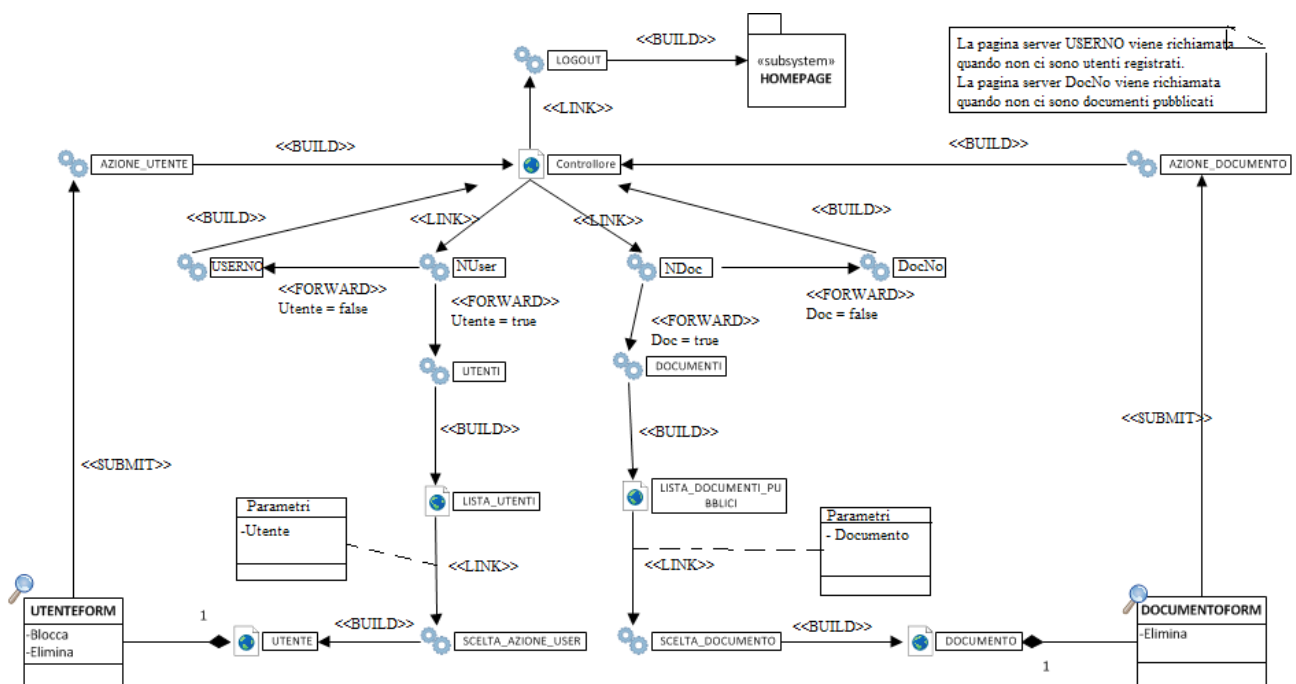 <<BUILD>>
LOGOUT
«subsystem»
HOMEPAGE
La pagina server USERNO viene richiamata
quando non ci sono utenti registrati.
La pagina server DocNo viene richiamata
quando non ci sono documenti pubblicati
<<LINK>>
<<BUILD>>
<<BUILD>>
AZIONE_UTENTE
Controllore
AZIONE_DOCUMENTO
<<BUILD>>
<<LINK>>
<<LINK>>
<<BUILD>>
USERNO
NUser
NDoc
DocNo
<<FORWARD>>
Utente = false
<<FORWARD>>
Utente = true
<<FORWARD>>
Doc = true
<<FORWARD>>
Doc = false
UTENTI
DOCUMENTI
<<SUBMIT>>
<<BUILD>>
<<BUILD>>
<<SUBMIT>>
Parametri
-Utente
LISTA_UTENTI
LISTA_DOCUMENTI_PU
BBLICI
Parametri
- Documento
<<LINK>>
<<LINK>>
UTENTEFORM
-Blocca
-Elimina
1
UTENTE
<<BUILD>>
SCELTA_AZIONE_USER
SCELTA_DOCUMENTO
<<BUILD>>
DOCUMENTO
1
DOCUMENTOFORM
-Elimina